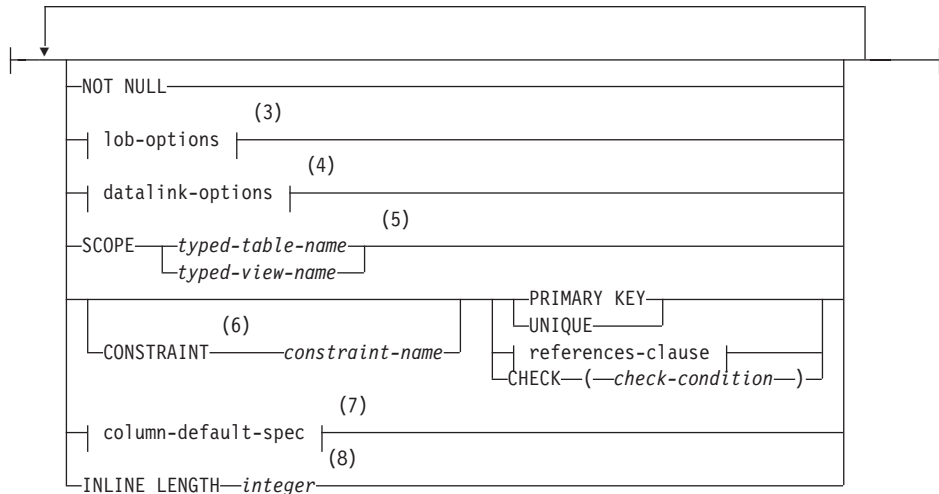 NOT NULL
(3)
lob-options
(4)
datalink-options
(5)
SCOPE typed-table-name
typed-view-name
PRIMARY KEY
(6) UNIQUE
CONSTRAINT constraint-name references-clause
CHECK ( check-condition )
(7)
column-default-spec
(8)
INLINE LENGTH integer